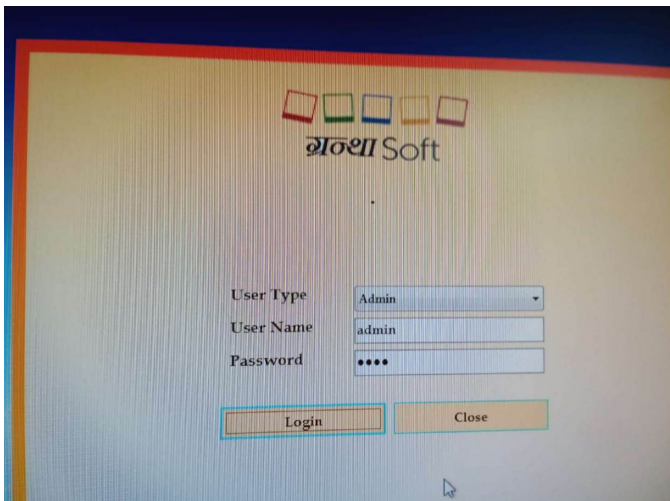 ग्रन्था Soft
User Type Admin
User Name admin
Password ••••
Login Close